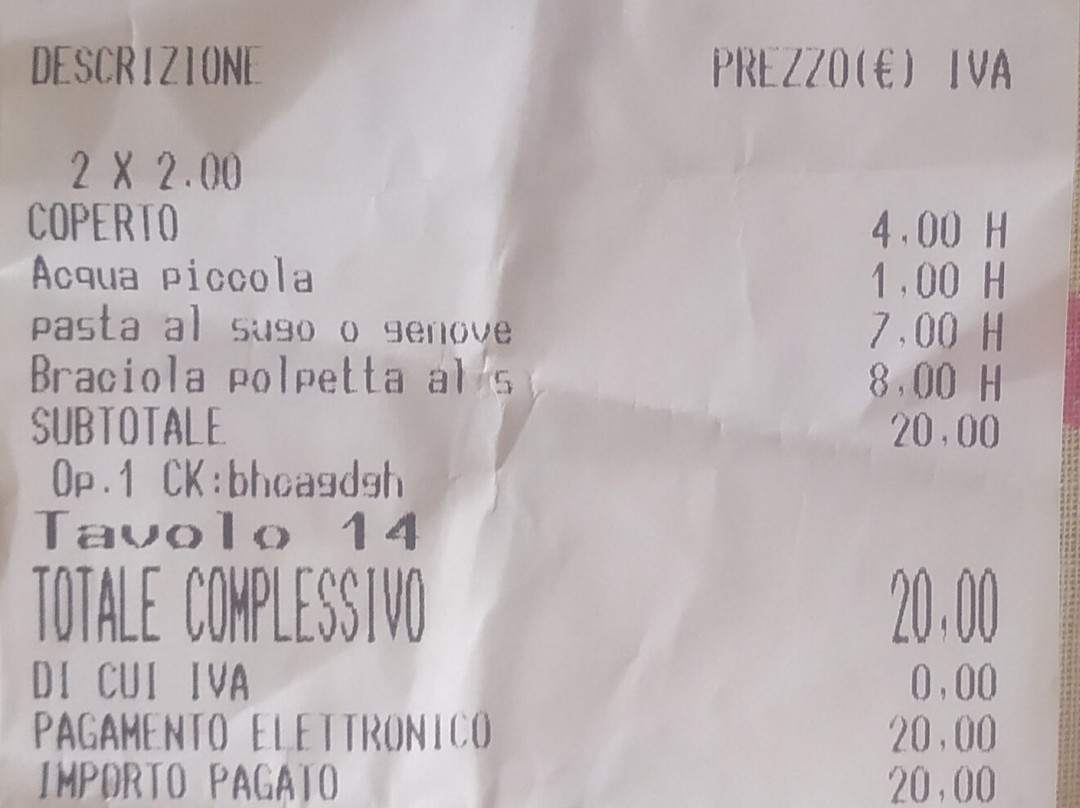 DESCRIZIONE PREZZO(€) IVA
2 X 2.00
COPERTO 4,00 H
Acqua piccola 1,00 H
pasta al sugo o genove 7,00 H
Braciola polpetta al s 8,00 H
SUBTOTALE 20,00
Op.1 CK:bhcagdgh
Tavolo 14
TOTALE COMPLESSIVO 20,00
DI CUI IVA 0,00
PAGAMENTO ELETTRONICO 20,00
IMPORTO PAGATO 20,00